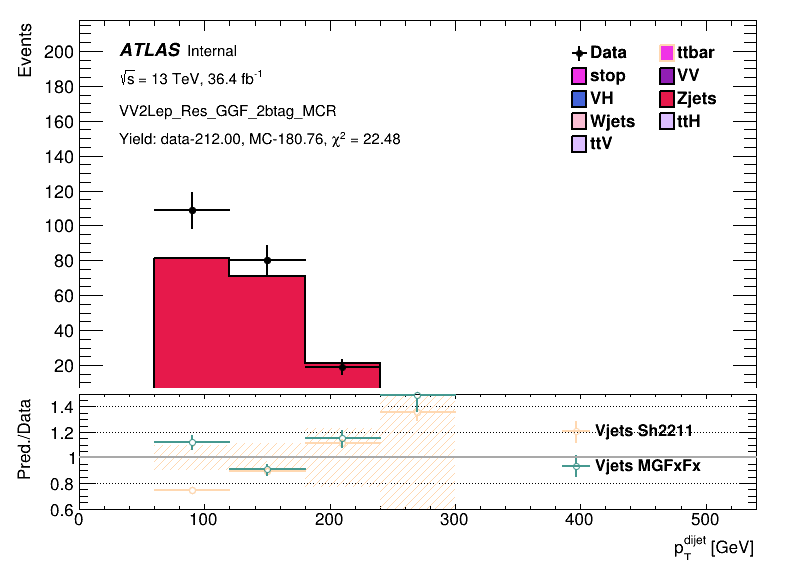 Events
200
180
160
140
120
100
80
60
40
20
ATLAS Internal
√s = 13 TeV, 36.4 fb⁻¹
VV2Lep_Res_GGF_2btag_MCR
Yield: data-212.00, MC-180.76, χ² = 22.48
Data
ttbar
stop
VV
VH
Zjets
Wjets
ttH
ttV
Pred./Data
1.4
1.2
1
0.8
0.6
Vjets Sh2211
Vjets MGFxFx
0 100 200 300 400 500
p_T^dijet [GeV]